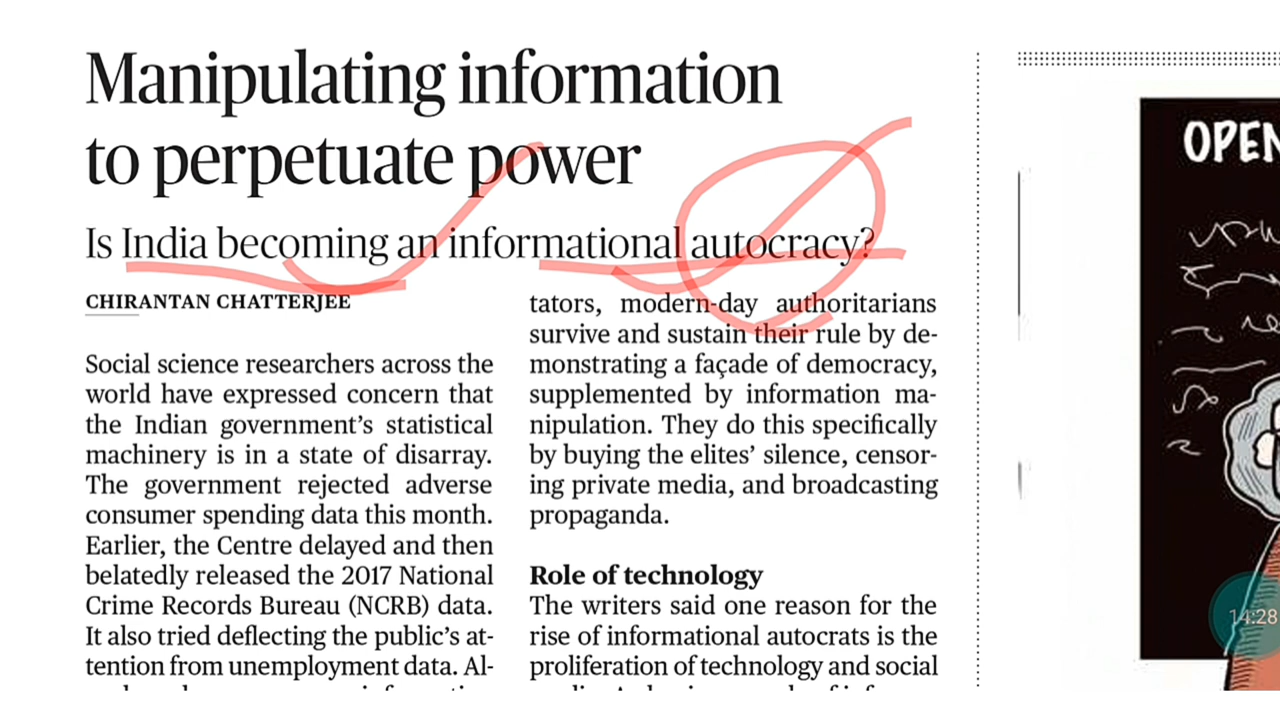 Manipulating information
to perpetuate power
Is India becoming an informational autocracy?
CHIRANTAN CHATTERJEE
Social science researchers across the
world have expressed concern that
the Indian government's statistical
machinery is in a state of disarray.
The government rejected adverse
consumer spending data this month.
Earlier, the Centre delayed and then
belatedly released the 2017 National
Crime Records Bureau (NCRB) data.
It also tried deflecting the public's at-
tention from unemployment data. Al-
tators, modern-day authoritarians
survive and sustain their rule by de-
monstrating a façade of democracy,
supplemented by information ma-
nipulation. They do this specifically
by buying the elites' silence, censor-
ing private media, and broadcasting
propaganda.
Role of technology
The writers said one reason for the
rise of informational autocrats is the
proliferation of technology and social
OPEN
14:28